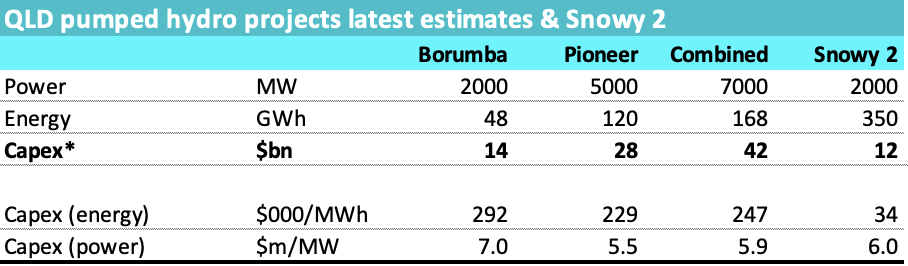 QLD pumped hydro projects latest estimates & Snowy 2
Borumba Pioneer Combined Snowy 2
Power MW 2000 5000 7000 2000
Energy GWh 48 120 168 350
Capex* $bn 14 28 42 12
Capex (energy) $000/MWh 292 229 247 34
Capex (power) $m/MW 7.0 5.5 5.9 6.0